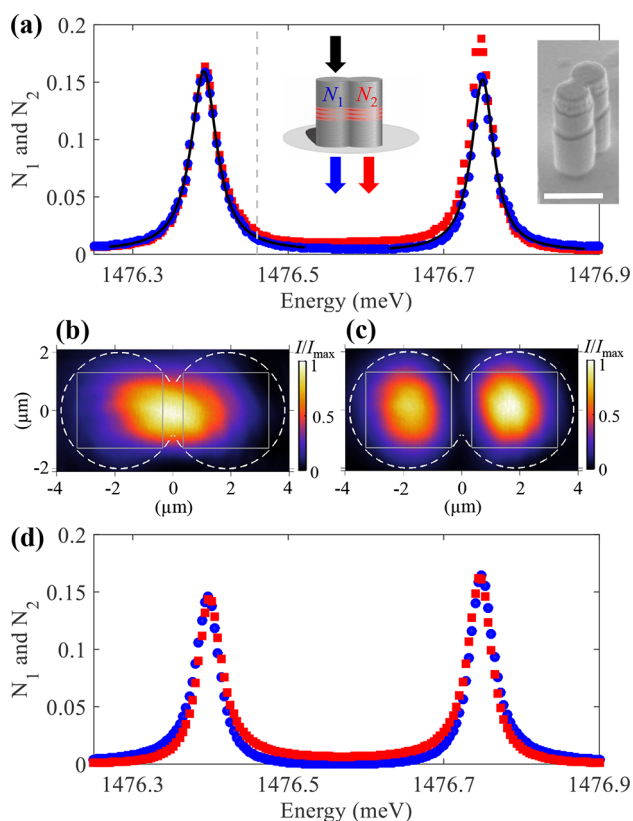 (a)
0.2
0.15
0.1
0.05
0
N₁ and N₂
N₁ N₂
1476.3 1476.5 1476.7 1476.9
Energy (meV)
(b)
I/Imax
2
0
-2
(µm)
1
0.5
0
-4 -2 0 2 4
(µm)
(c)
I/Imax
1
0.5
0
-4 -2 0 2 4
(µm)
(d)
0.2
0.15
0.1
0.05
0
N₁ and N₂
1476.3 1476.5 1476.7 1476.9
Energy (meV)